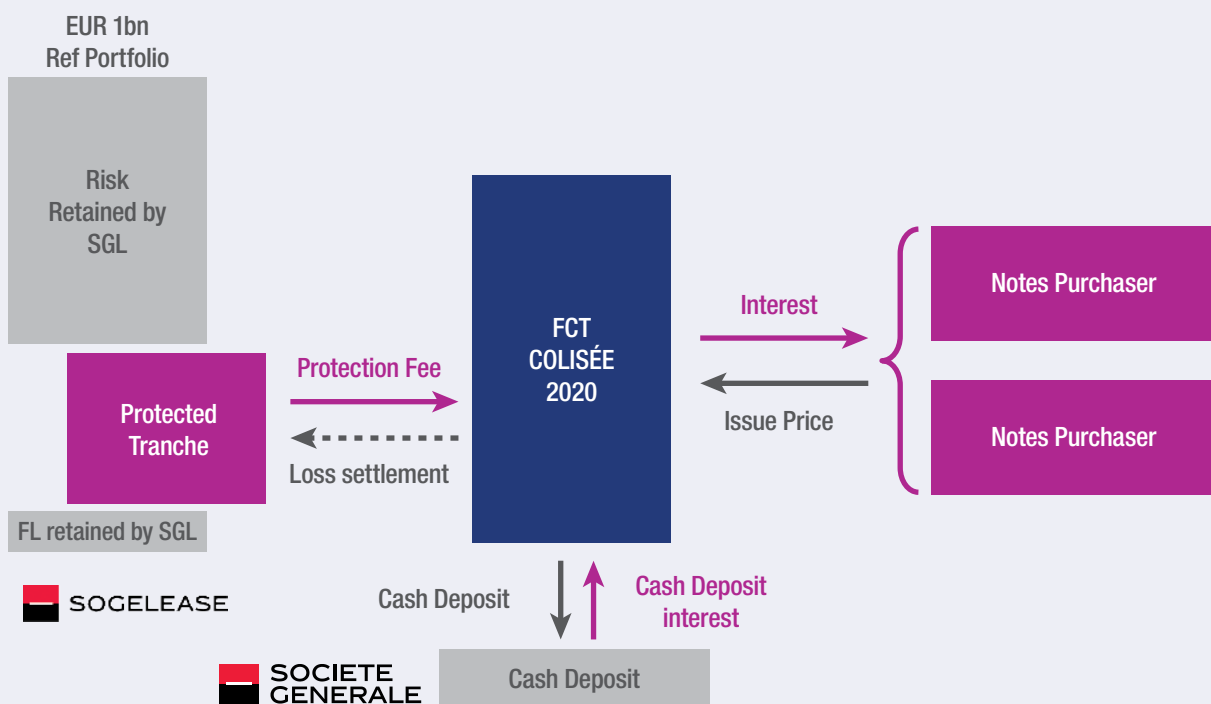 EUR 1bn
Ref Portfolio
Risk
Retained by
SGL
Protected
Tranche
FL retained by SGL
SOGELEASE
Protection Fee
Loss settlement
FCT
COLISÉE
2020
Interest
Issue Price
Notes Purchaser
Notes Purchaser
Cash Deposit
Cash Deposit
interest
SOCIETE
GENERALE
Cash Deposit